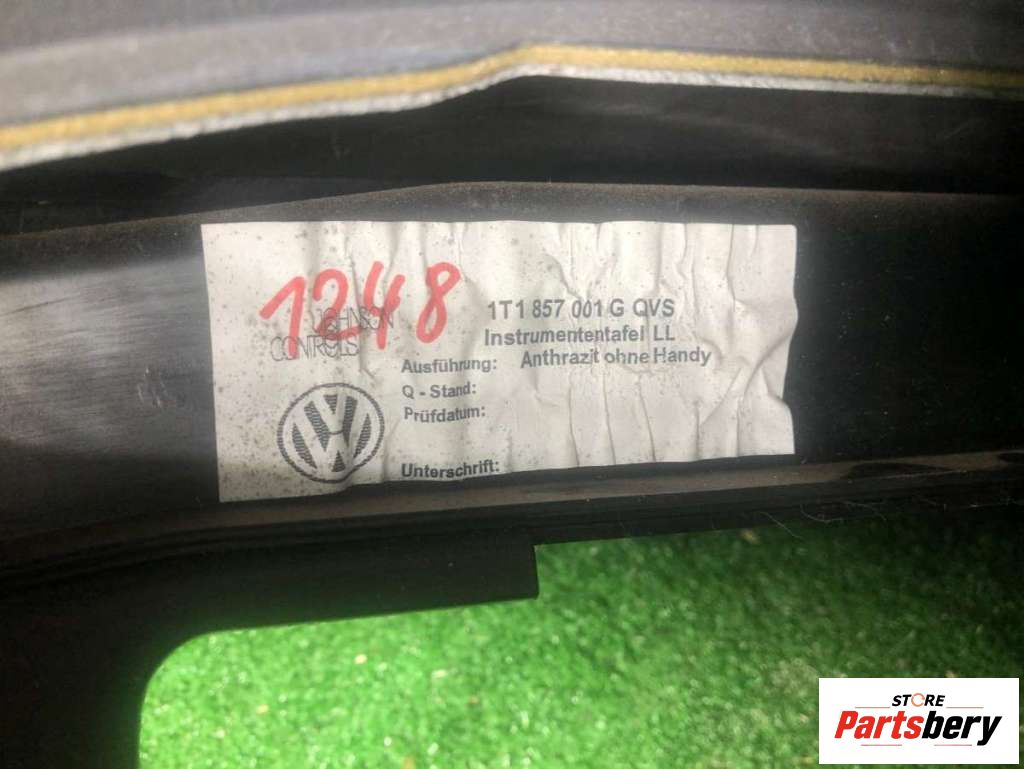 1248
JOHNSON
CONTROLS
1T1 857 001 G QVS
Instrumententafel LL
Ausführung: Anthrazit ohne Handy
Q - Stand:
Prüfdatum:
Unterschrift:
VW
STORE
Partsbery